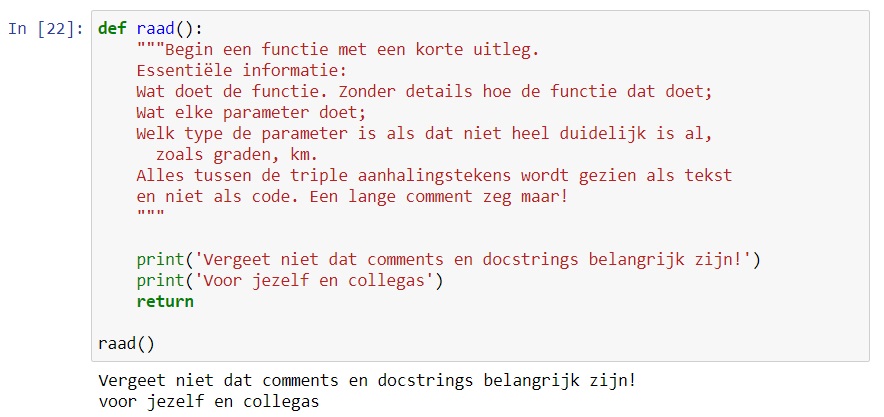 In [22]: def raad():
"""Begin een functie met een korte uitleg.
Essentiële informatie:
Wat doet de functie. Zonder details hoe de functie dat doet;
Wat elke parameter doet;
Welk type de parameter is als dat niet heel duidelijk is al,
zoals graden, km.
Alles tussen de triple aanhalingstekens wordt gezien als tekst
en niet als code. Een lange comment zeg maar!
"""
print('Vergeet niet dat comments en docstrings belangrijk zijn!')
print('Voor jezelf en collegas')
return
raad()
Vergeet niet dat comments en docstrings belangrijk zijn!
voor jezelf en collegas